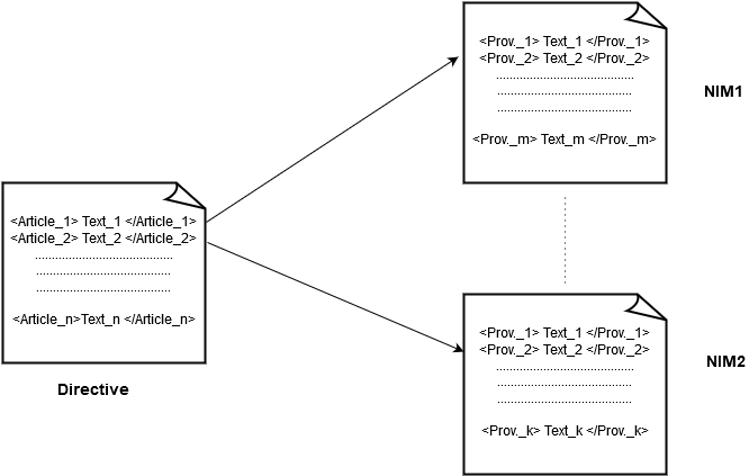 <Prov._1> Text_1 </Prov._1>
<Prov._2> Text_2 </Prov._2>
........................................
.......................................
.......................................
<Prov._m> Text_m </Prov._m>
NIM1
<Article_1> Text_1 </Article_1>
<Article_2> Text_2 </Article_2>
........................................
.......................................
.......................................
<Article_n>Text_n </Article_n>
Directive
<Prov._1> Text_1 </Prov._1>
<Prov._2> Text_2 </Prov._2>
........................................
.......................................
.......................................
<Prov._k> Text_k </Prov._k>
NIM2